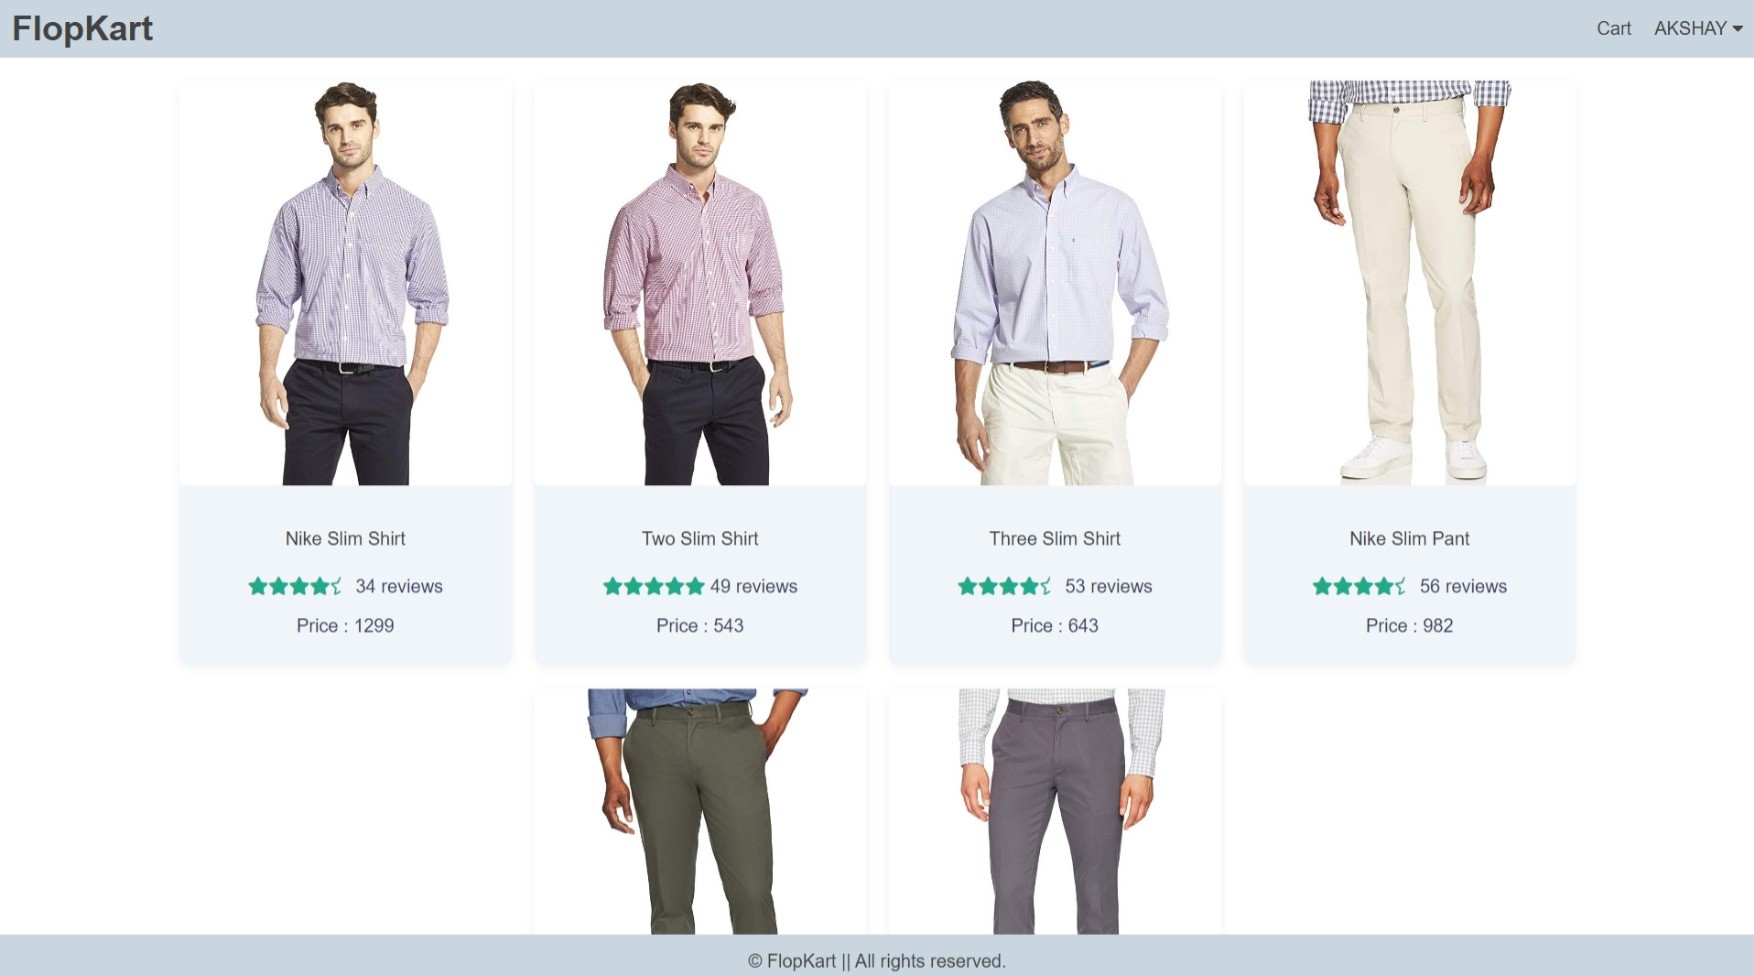 FlopKart
Cart AKSHAY
Nike Slim Shirt
34 reviews
Price : 1299
Two Slim Shirt
49 reviews
Price : 543
Three Slim Shirt
53 reviews
Price : 643
Nike Slim Pant
56 reviews
Price : 982
© FlopKart || All rights reserved.